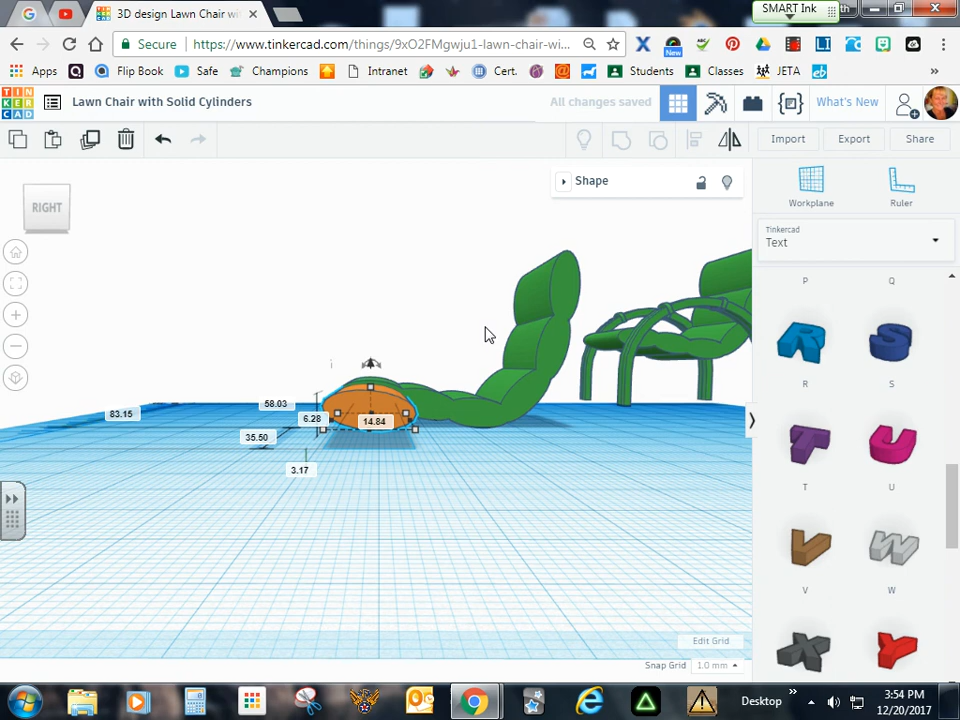 SMART Ink
th
3D design Lawn Chair wi
Secure
https://www.tinkercad.com/things/9xO2FMgwju1-lawn-chair-wi...
Apps
Flip Book
Safe
Champions
Intranet
Cert.
New
Students
Classes
JETA
TIN
KER
CAD
Lawn Chair with Solid Cylinders
All changes saved
What's New
Import
Export
Share
Shape
RIGHT
Workplane
Ruler
Tinkercad
Text
P
Q
R
S
T
U
V
W
83.15
58.03
6.28
14.84
35.50
3.17
Edit Grid
Snap Grid
1.0 mm
Desktop
3:54 PM
12/20/2017